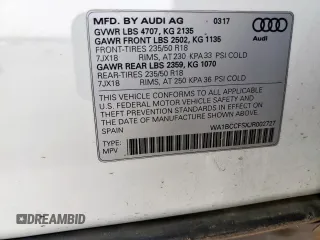 MFD. BY AUDI AG 03 17
GVWR LBS 4707, KG 2135
GAWR FRONT LBS 2502, KG 1135
FRONT-TIRES 235/50 R18
7JX18 RIMS, AT 230 KPA 33 PSI COLD
GAWR REAR LBS 2359, KG 1070
REAR-TIRES 235/50 R18
7JX18 RIMS, AT 250 KPA 36 PSI COLD
THIS VEHICLE CONFORMS TO ALL APPLICABLE
FEDERAL MOTOR VEHICLE SAFETY AND
THEFT PREVENTION STANDARDS IN EFFECT
ON THE DATE OF MANUFACTURE SHOWN
ABOVE.
TYPE:
MPV
Audi
DREAMBID
DREAMBID